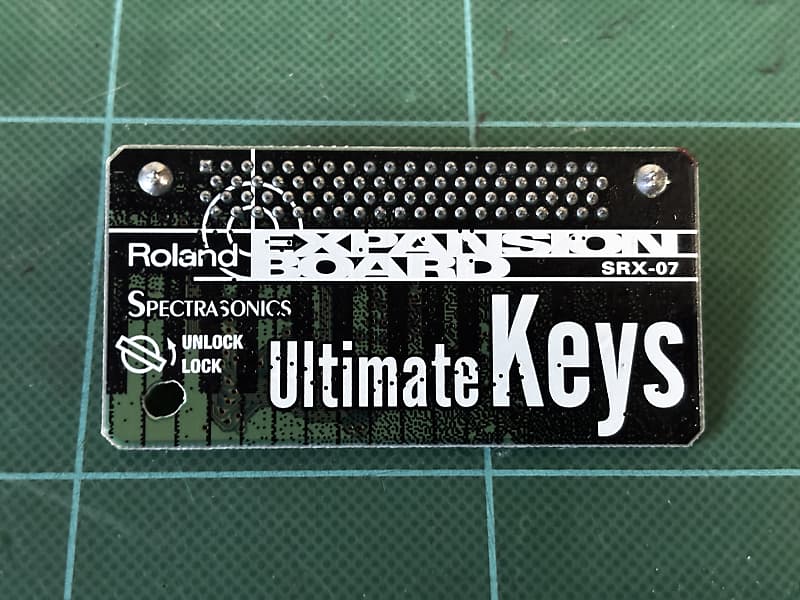 Roland EXPANSION
BOARD SRX-07
SPECTRASONICS
UNLOCK
LOCK
Ultimate Keys